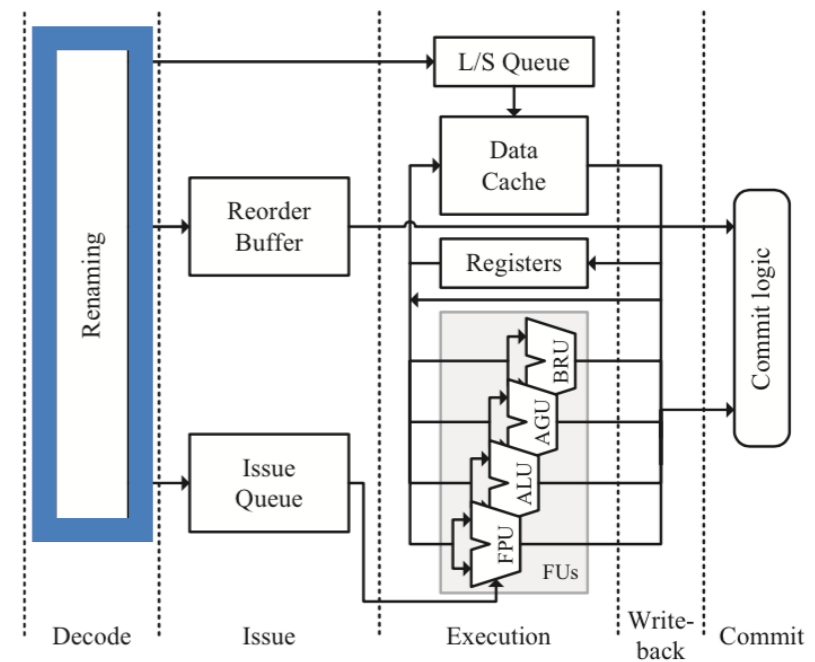 L/S Queue
Data
Cache
Reorder
Buffer
Registers
Renaming
Commit logic
BRU
AGU
ALU
FPU
Issue
Queue
FUs
Decode
Issue
Execution
Write-
back
Commit